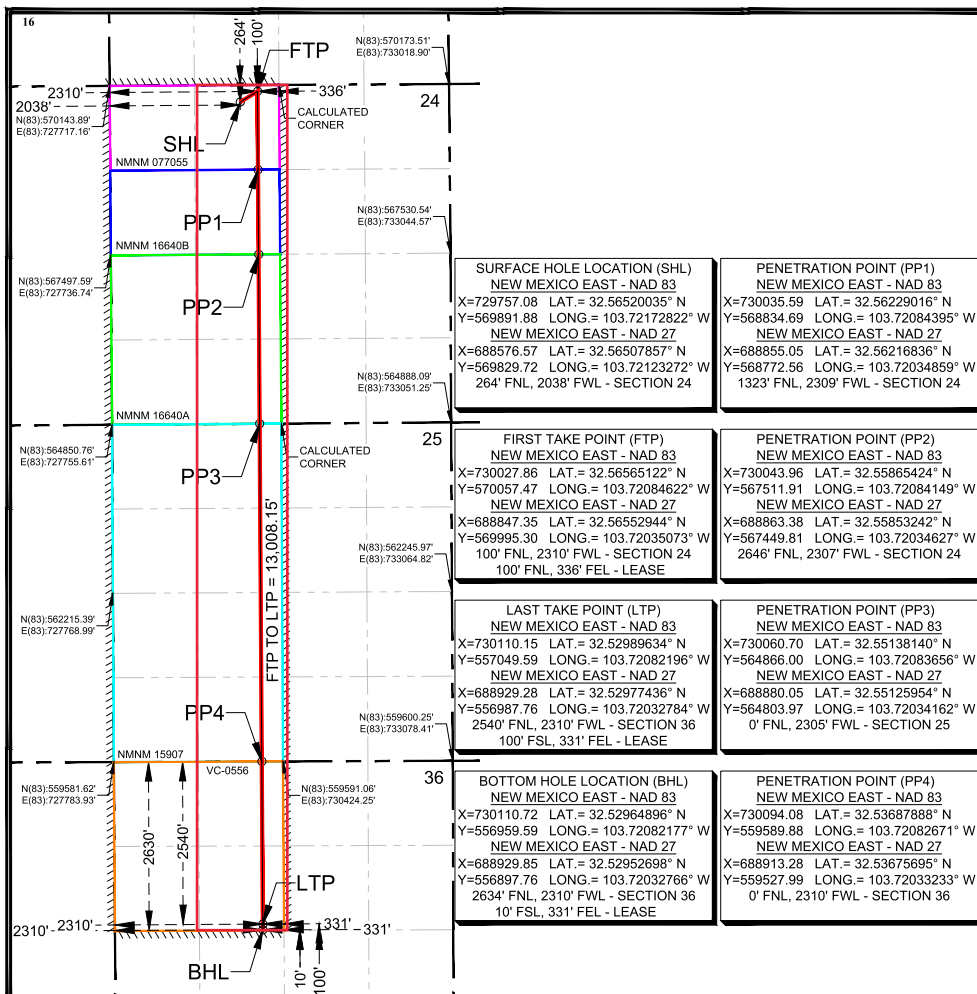 16
264'
100'
FTP
N(83):570173.51'
E(83):733018.90'
2310'
336'
24
2038'
N(83):570143.89'
E(83):727717.16'
CALCULATED
CORNER
SHL
NMNM 077055
PP1
N(83):567530.54'
E(83):733044.57'
NMNM 16640B
N(83):567497.59'
E(83):727736.74'
PP2
N(83):564888.09'
E(83):733051.25'
NMNM 16640A
25
N(83):564850.76'
E(83):727755.61'
CALCULATED
CORNER
PP3
FTP TO LTP = 13,008.15'
N(83):562245.97'
E(83):733064.82'
N(83):562215.39'
E(83):727768.99'
PP4
N(83):559600.25'
E(83):733078.41'
NMNM 15907
VC-0556
36
N(83):559581.62'
E(83):727783.93'
N(83):559591.06'
E(83):730424.25'
2630'
2540'
LTP
2310'
2310'
331'
331'
BHL
10'
100'
SURFACE HOLE LOCATION (SHL)
NEW MEXICO EAST - NAD 83
X=729757.08 LAT.= 32.56520035° N
Y=569891.88 LONG.= 103.72172822° W
NEW MEXICO EAST - NAD 27
X=688576.57 LAT.= 32.56507857° N
Y=569829.72 LONG.= 103.72123272° W
264' FNL, 2038' FWL - SECTION 24
PENETRATION POINT (PP1)
NEW MEXICO EAST - NAD 83
X=730035.59 LAT.= 32.56229016° N
Y=568834.69 LONG.= 103.72084395° W
NEW MEXICO EAST - NAD 27
X=688855.05 LAT.= 32.56216836° N
Y=568772.56 LONG.= 103.72034859° W
1323' FNL, 2309' FWL - SECTION 24
FIRST TAKE POINT (FTP)
NEW MEXICO EAST - NAD 83
X=730027.86 LAT.= 32.56565122° N
Y=570057.47 LONG.= 103.72084622° W
NEW MEXICO EAST - NAD 27
X=688847.35 LAT.= 32.56552944° N
Y=569995.30 LONG.= 103.72035073° W
100' FNL, 2310' FWL - SECTION 24
100' FNL, 336' FEL - LEASE
PENETRATION POINT (PP2)
NEW MEXICO EAST - NAD 83
X=730043.96 LAT.= 32.55865424° N
Y=567511.91 LONG.= 103.72084149° W
NEW MEXICO EAST - NAD 27
X=688863.38 LAT.= 32.55853242° N
Y=567449.81 LONG.= 103.72034627° W
2646' FNL, 2307' FWL - SECTION 24
LAST TAKE POINT (LTP)
NEW MEXICO EAST - NAD 83
X=730110.15 LAT.= 32.52989634° N
Y=557049.59 LONG.= 103.72082196° W
NEW MEXICO EAST - NAD 27
X=688929.28 LAT.= 32.52977436° N
Y=556987.76 LONG.= 103.72032784° W
2540' FNL, 2310' FWL - SECTION 36
100' FSL, 331' FEL - LEASE
PENETRATION POINT (PP3)
NEW MEXICO EAST - NAD 83
X=730060.70 LAT.= 32.55138140° N
Y=564866.00 LONG.= 103.72083656° W
NEW MEXICO EAST - NAD 27
X=688880.05 LAT.= 32.55125954° N
Y=564803.97 LONG.= 103.72034162° W
0' FNL, 2305' FWL - SECTION 25
BOTTOM HOLE LOCATION (BHL)
NEW MEXICO EAST - NAD 83
X=730110.72 LAT.= 32.52964896° N
Y=556959.59 LONG.= 103.72082177° W
NEW MEXICO EAST - NAD 27
X=688929.85 LAT.= 32.52952698° N
Y=556897.76 LONG.= 103.72032766° W
2634' FNL, 2310' FWL - SECTION 36
10' FSL, 331' FEL - LEASE
PENETRATION POINT (PP4)
NEW MEXICO EAST - NAD 83
X=730094.08 LAT.= 32.53687888° N
Y=559589.88 LONG.= 103.72082671° W
NEW MEXICO EAST - NAD 27
X=688913.28 LAT.= 32.53675695° N
Y=559527.99 LONG.= 103.72033233° W
0' FNL, 2310' FWL - SECTION 36